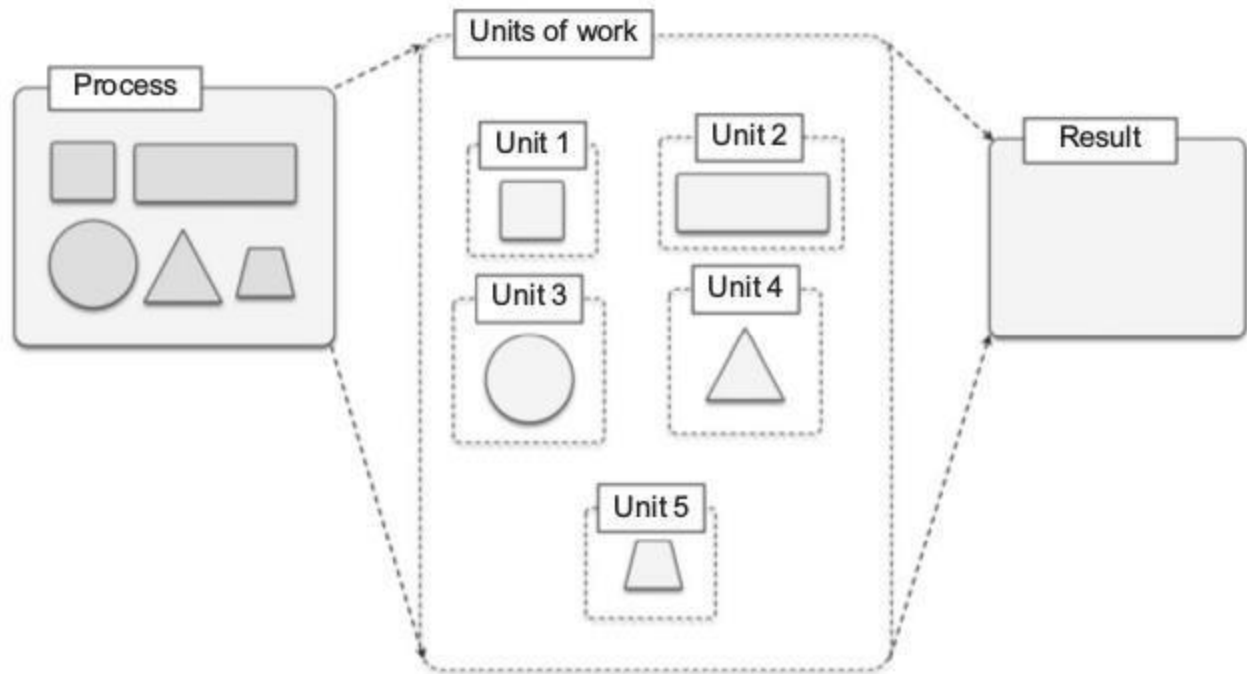 Units of work
Process
Unit 1
Unit 2
Result
Unit 3
Unit 4
Unit 5